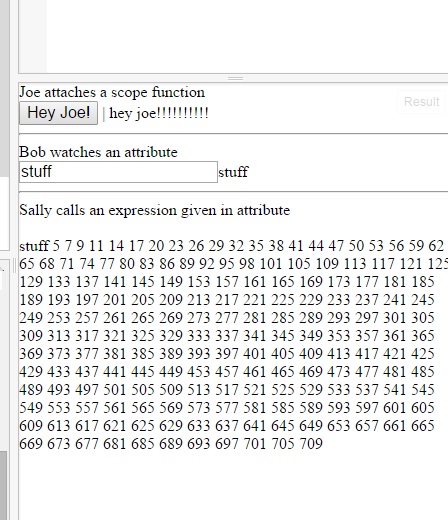 Joe attaches a scope function
Result
Hey Joe! | hey joe!!!!!!!!!!
Bob watches an attribute
stuff stuff
Sally calls an expression given in attribute
stuff 5 7 9 11 14 17 20 23 26 29 32 35 38 41 44 47 50 53 56 59 62
65 68 71 74 77 80 83 86 89 92 95 98 101 105 109 113 117 121 125
129 133 137 141 145 149 153 157 161 165 169 173 177 181 185
189 193 197 201 205 209 213 217 221 225 229 233 237 241 245
249 253 257 261 265 269 273 277 281 285 289 293 297 301 305
309 313 317 321 325 329 333 337 341 345 349 353 357 361 365
369 373 377 381 385 389 393 397 401 405 409 413 417 421 425
429 433 437 441 445 449 453 457 461 465 469 473 477 481 485
489 493 497 501 505 509 513 517 521 525 529 533 537 541 545
549 553 557 561 565 569 573 577 581 585 589 593 597 601 605
609 613 617 621 625 629 633 637 641 645 649 653 657 661 665
669 673 677 681 685 689 693 697 701 705 709